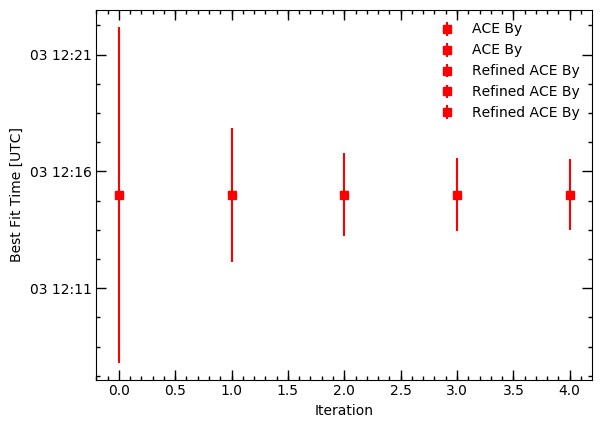 ACE By
ACE By
Refined ACE By
Refined ACE By
Refined ACE By
03 12:21
03 12:16
03 12:11
Best Fit Time [UTC]
0.0 0.5 1.0 1.5 2.0 2.5 3.0 3.5 4.0
Iteration